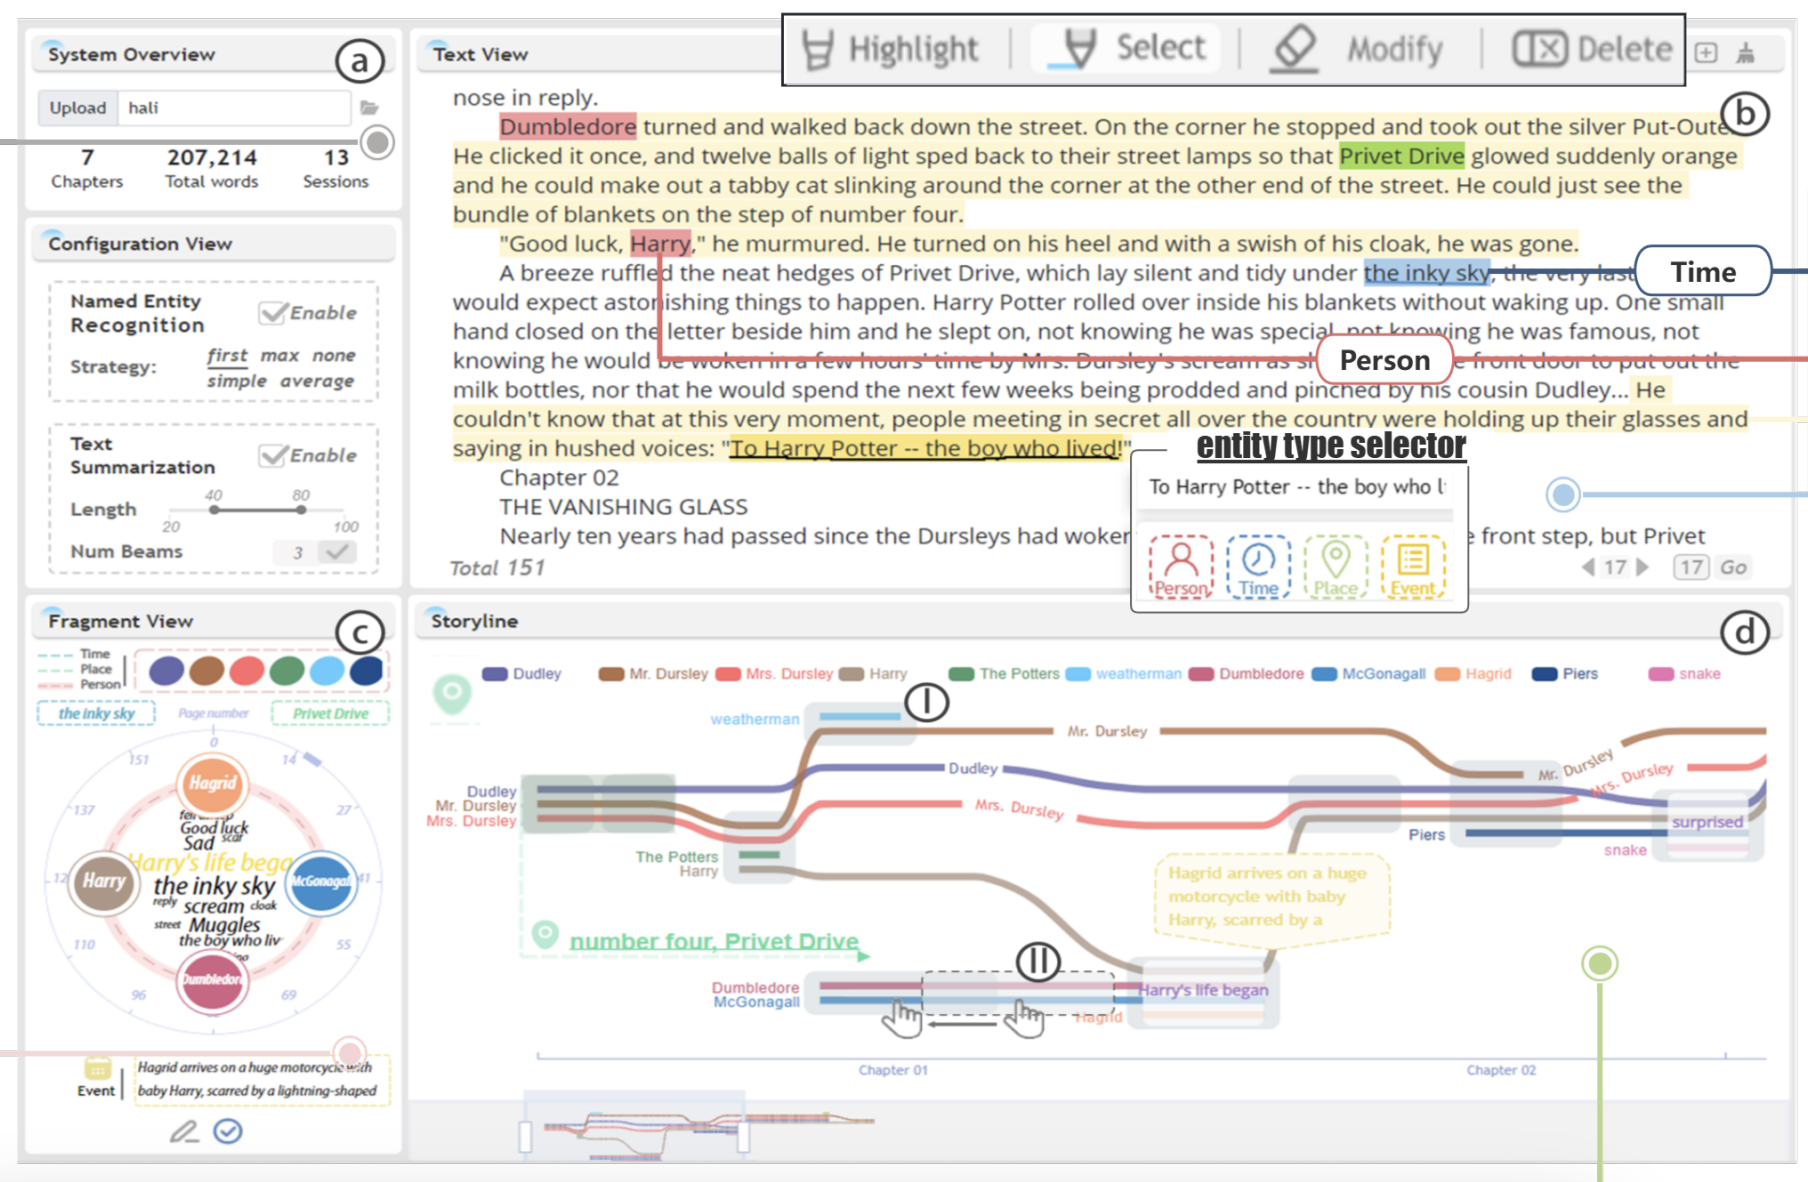 System Overview
a
Upload hali
7 207,214 13
Chapters Total words Sessions
Configuration View
Named Entity
Recognition
Enable
Strategy: first max none
simple average
Text
Summarization
Enable
40 80
Length
20 100
Num Beams 3
Text View
Highlight Select Modify Delete
b
nose in reply.
Dumbledore turned and walked back down the street. On the corner he stopped and took out the silver
He clicked it once, and twelve balls of light sped back to their street lamps so that Privet Drive glowed suddenly orange
and he could make out a tabby cat slinking around the corner at the other end of the street. He could just see the
bundle of blankets on the step of number four.
"Good luck, Harry," he murmured. He turned on his heel and with a swish of his cloak, he was gone.
A breeze ruffled the neat hedges of Privet Drive, which lay silent and tidy under the inky sky, the very last
Time
would expect astonishing things to happen. Harry Potter rolled over inside his blankets without waking up. One small
hand closed on the letter beside him and he slept on, not knowing he was special, not knowing he was famous, not
knowing he would be woken in a few hours' time by Mrs. Dursley's scream as front door to put out the
Person
milk bottles, nor that he would spend the next few weeks being prodded and pinched by his cousin Dudley... He
couldn't know that at this very moment, people meeting in secret all over the country were holding up their glasses and
saying in hushed voices: "To Harry Potter -- the boy who lived!"
entity type selector
To Harry Potter -- the boy who
Person Time Place Event
Chapter 02
THE VANISHING GLASS
Nearly ten years had passed since the Dursleys had front step, but Privet
Total 151
17 17 Go
Fragment View
c
Time
Place
Person
the inky sky Page number Privet Drive
0
151 14
137 27
12 41
110 55
96 69
Hagrid
Good luck
Sad scar
Harry's life
Harry
McGonagall
the inky sky
reply scream cloak
street Muggles
the boy who
Dumbledore
Event
Hagrid arrives on a huge motorcycle with
baby Harry, scarred by a lightning-shaped
Storyline
d
Dudley Mr. Dursley Mrs. Dursley Harry The Potters weatherman Dumbledore McGonagall Hagrid Piers snake
weatherman
I
Mr. Dursley
Mr. Dursley
Dudley
Mrs. Dursley
Mrs. Dursley
Dudley
Mr. Dursley
Mrs. Dursley
Piers
surprised
snake
The Potters
Harry
Hagrid arrives on a huge
motorcycle with baby
Harry, scarred by a
number four, Privet Drive
II
Dumbledore
McGonagall
Harry's life began
Hagrid
Chapter 01 Chapter 02